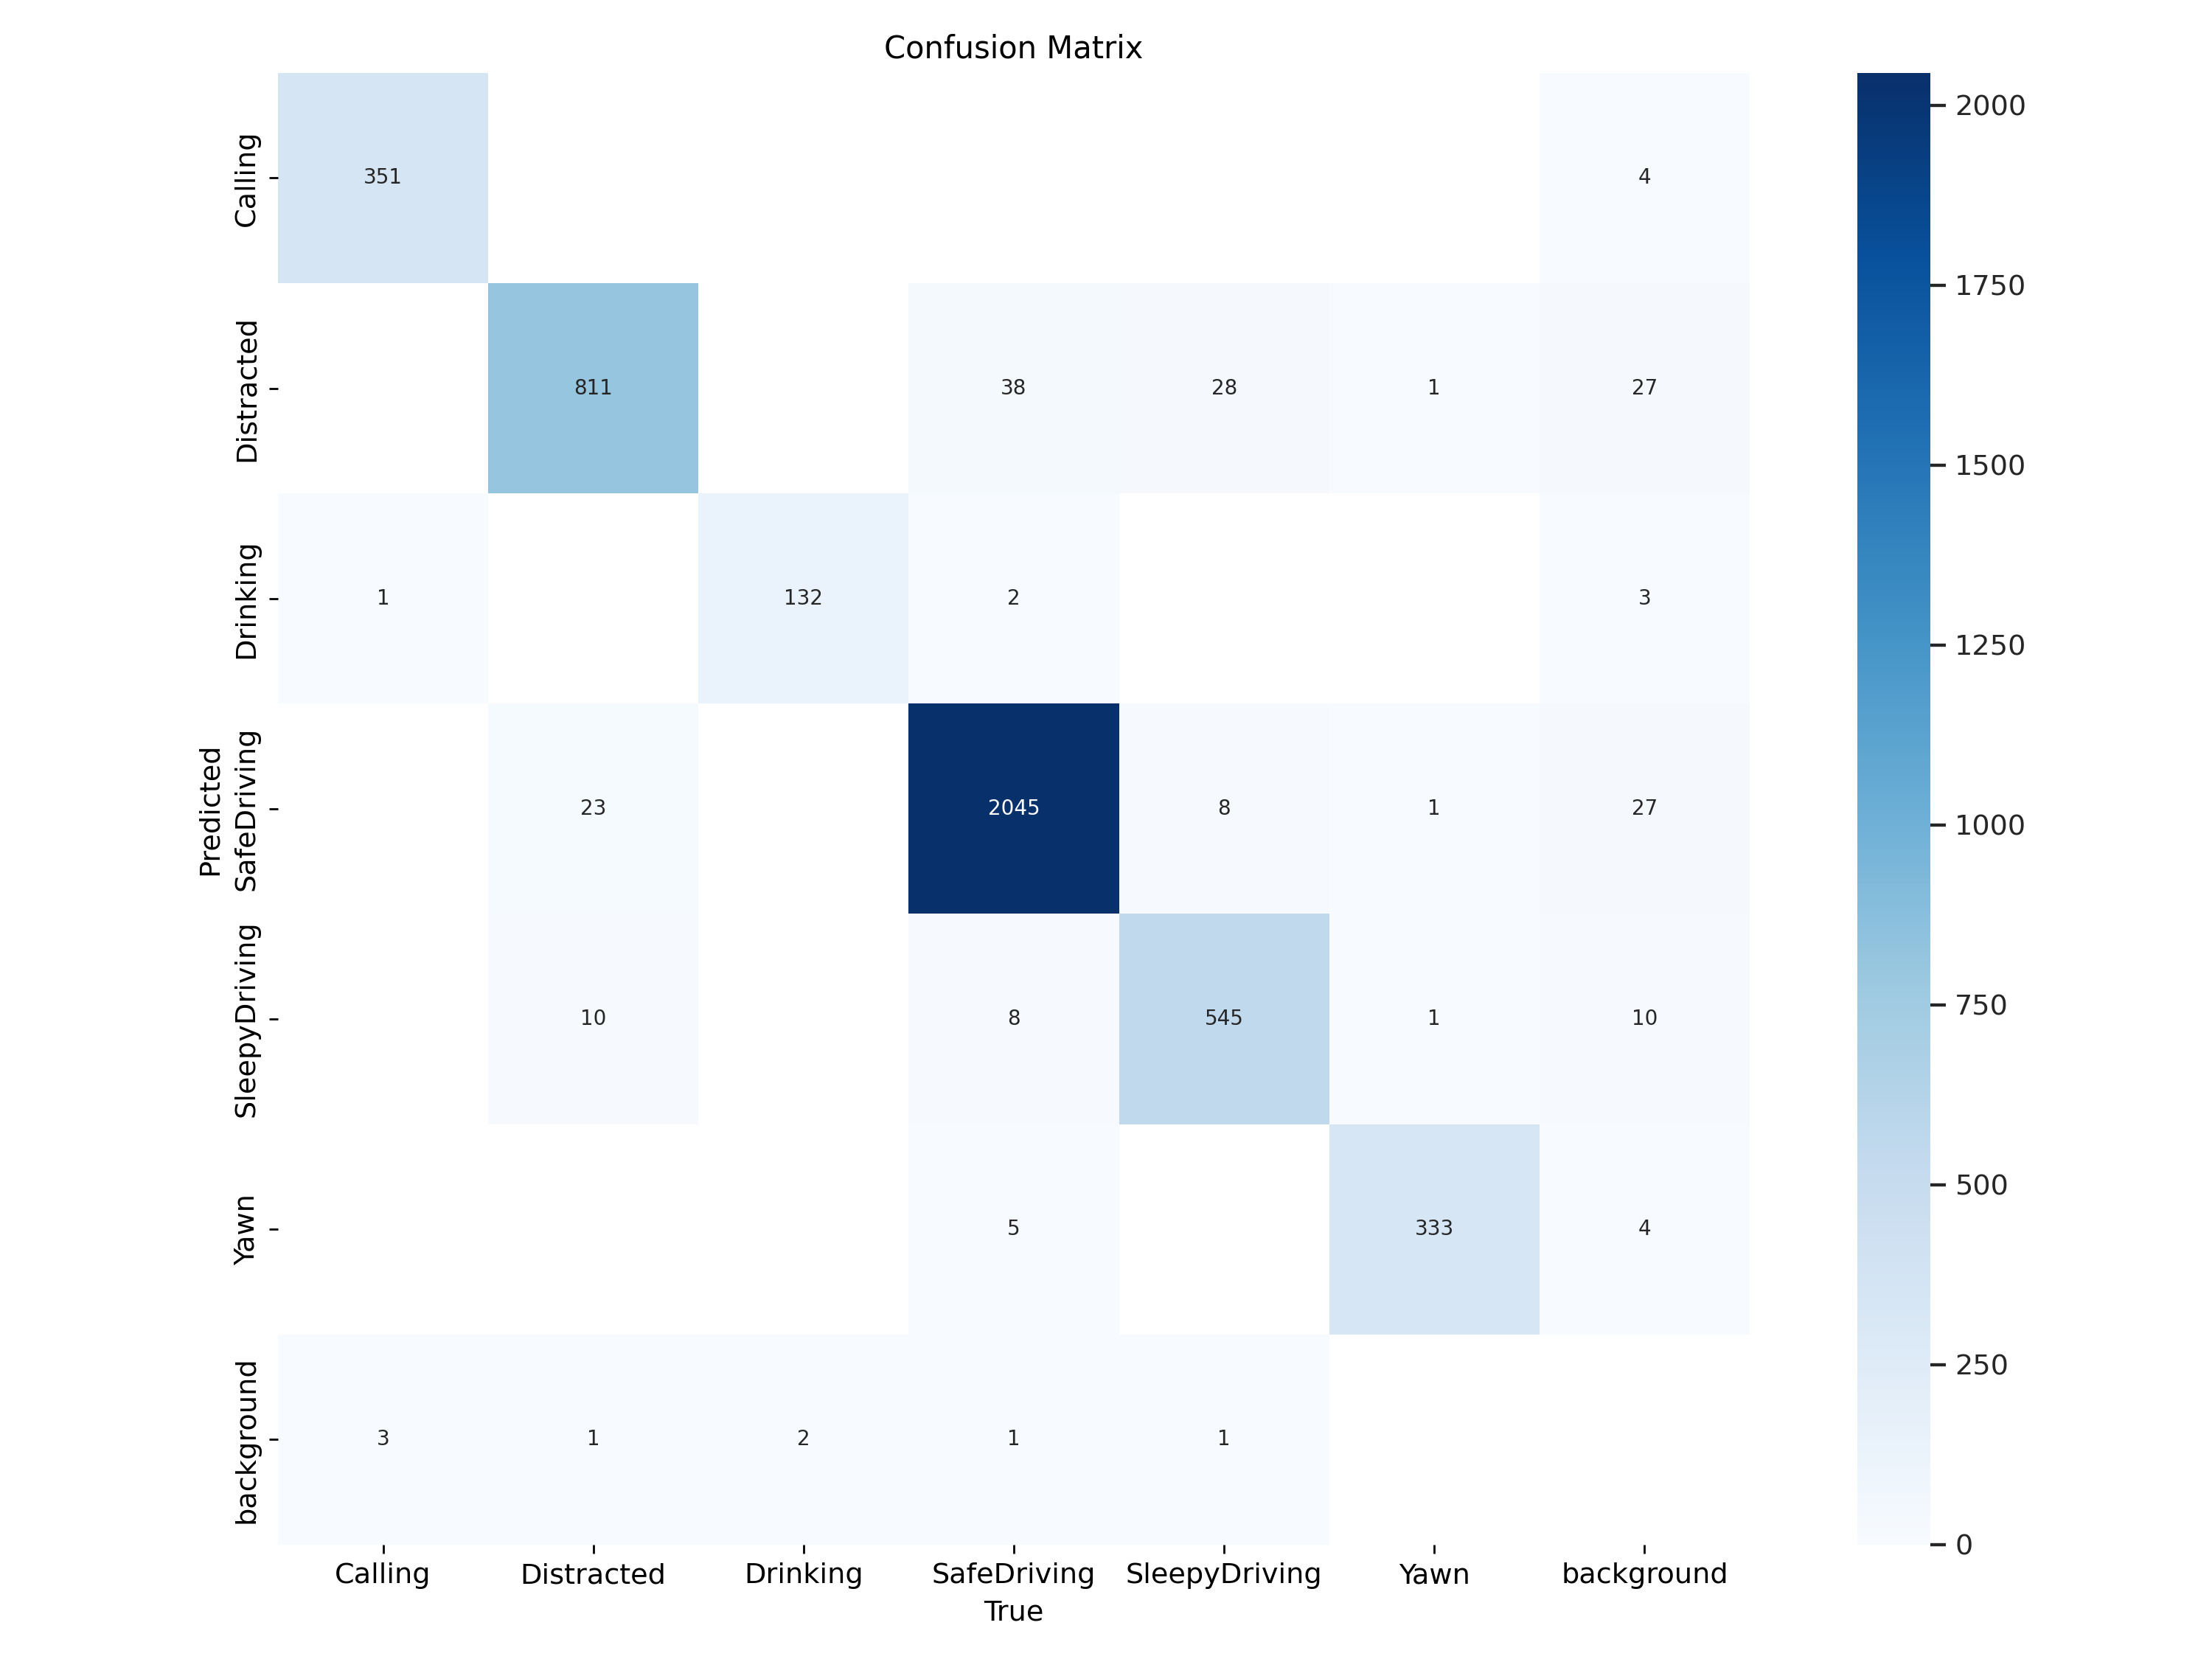 Confusion Matrix
Predicted
Calling
351
4
Distracted
811
38
28
1
27
Drinking
1
132
2
3
SafeDriving
23
2045
8
1
27
SleepyDriving
10
8
545
1
10
Yawn
5
333
4
background
3
1
2
1
1
Calling
Distracted
Drinking
SafeDriving
SleepyDriving
Yawn
background
True
2000
1750
1500
1250
1000
750
500
250
0